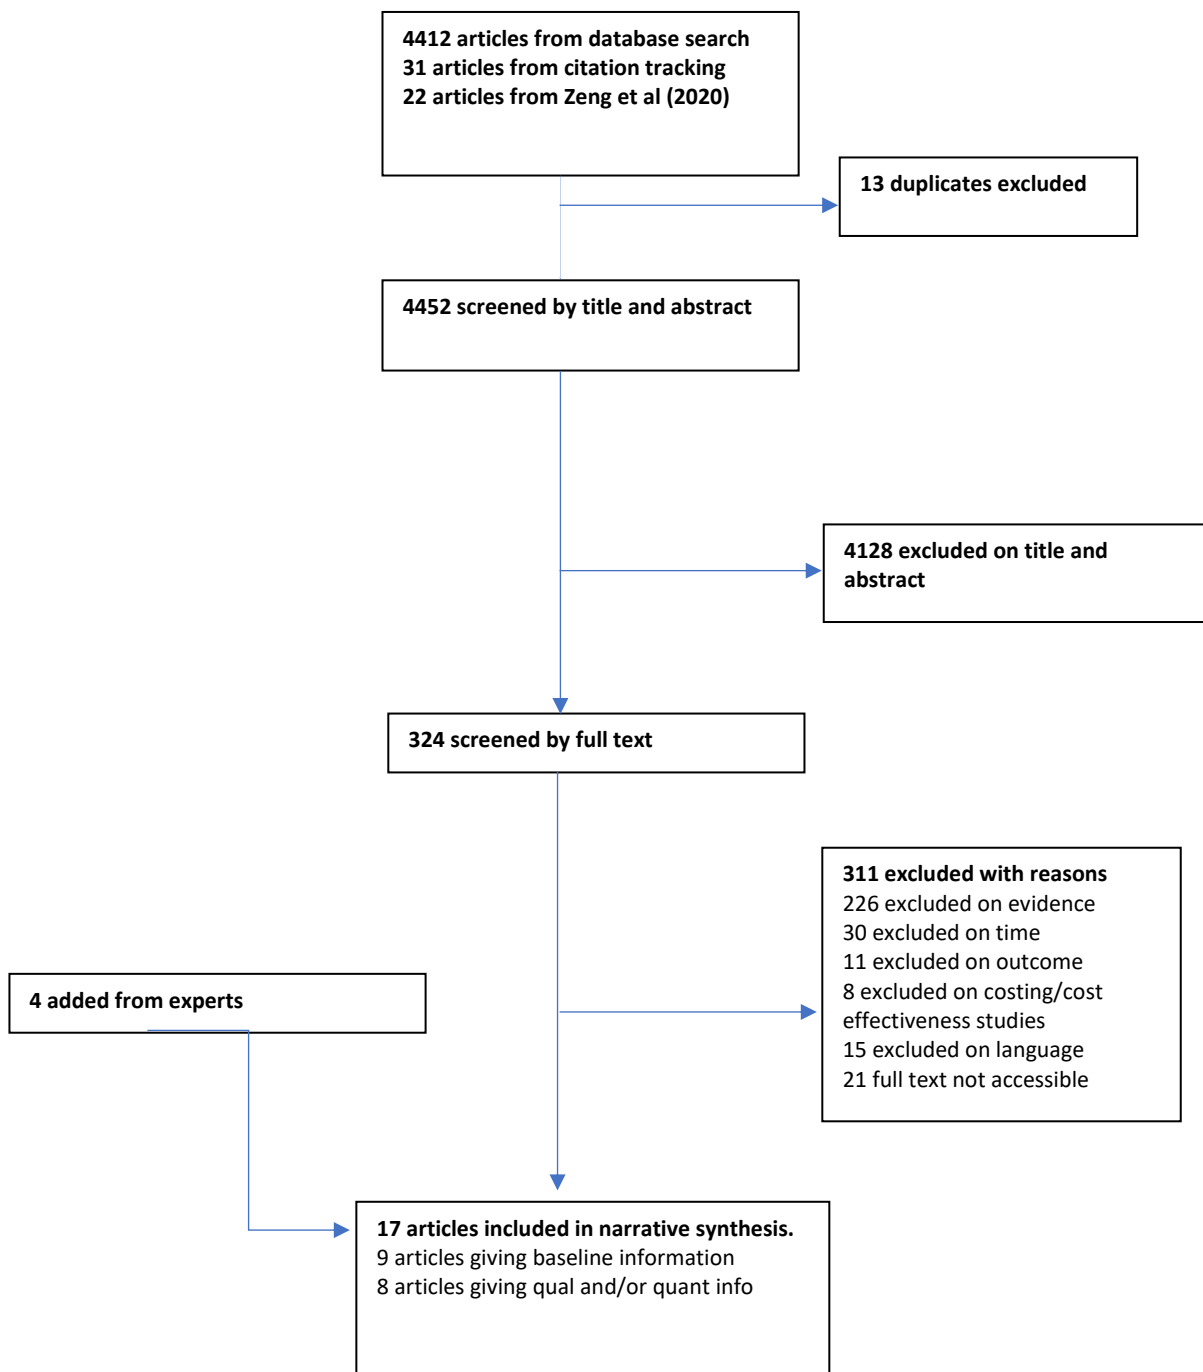 4412 articles from database search
31 articles from citation tracking
22 articles from Zeng et al (2020)
13 duplicates excluded
4452 screened by title and abstract
4128 excluded on title and
abstract
324 screened by full text
311 excluded with reasons
226 excluded on evidence
30 excluded on time
11 excluded on outcome
8 excluded on costing/cost
effectiveness studies
15 excluded on language
21 full text not accessible
4 added from experts
17 articles included in narrative synthesis.
9 articles giving baseline information
8 articles giving qual and/or quant info